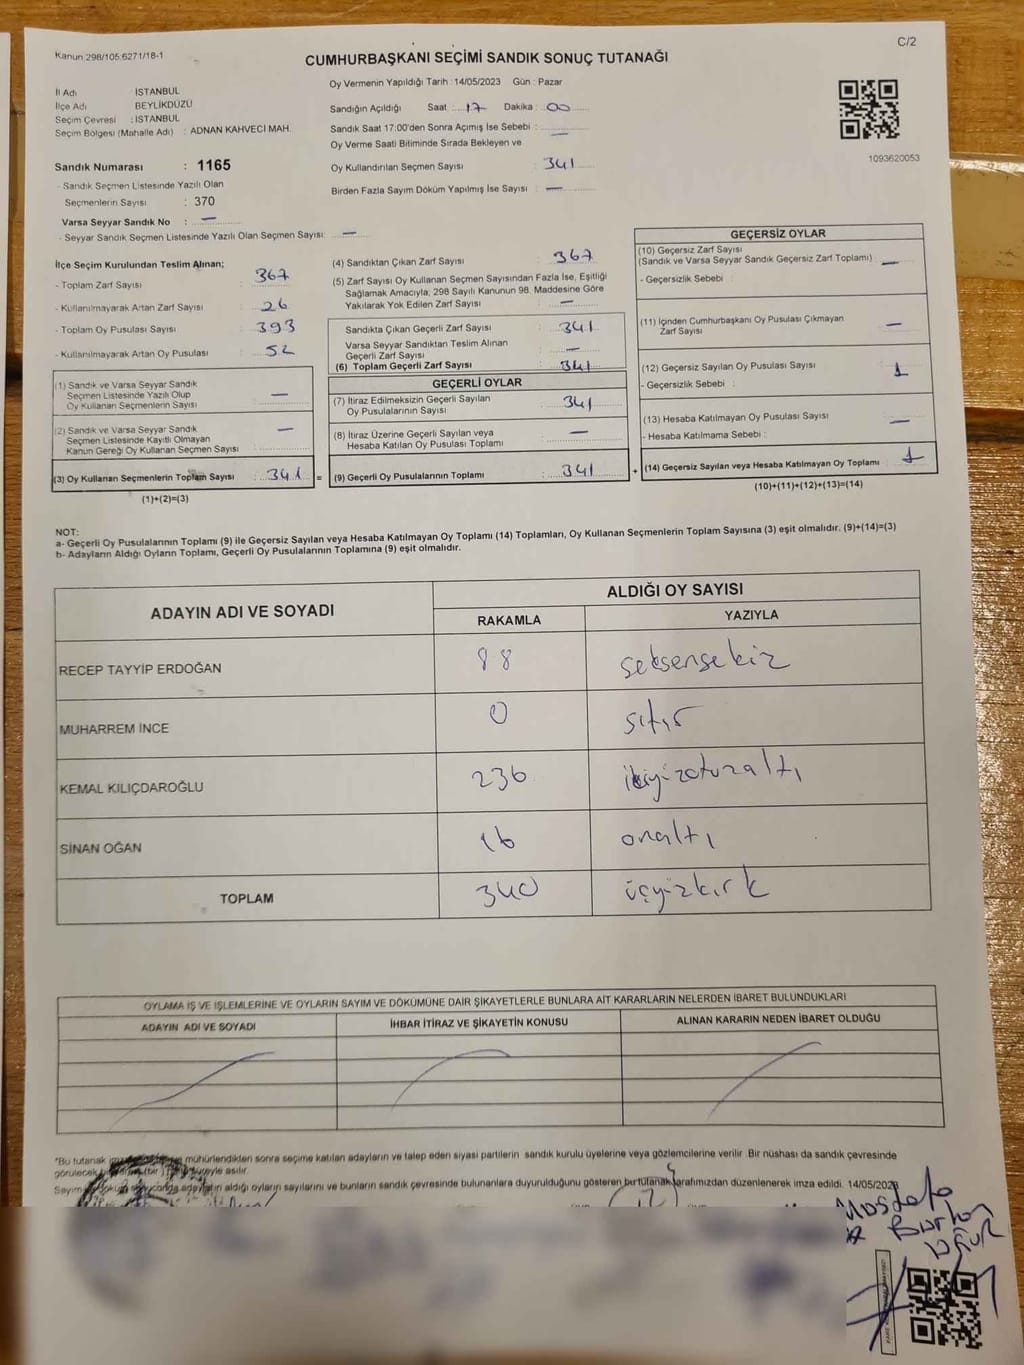 Kanun 298/105.6271/18-1
C/2
CUMHURBAŞKANI SEÇİMİ SANDIK SONUÇ TUTANAĞI
Oy Vermenin Yapıldığı Tarih : 14/05/2023 Gün : Pazar
İl Adı İSTANBUL
İlçe Adı BEYLİKDÜZÜ
Seçim Çevresi : İSTANBUL
Seçim Bölgesi (Mahalle Adı) : ADNAN KAHVECİ MAH.
Sandığın Açıldığı Saat : 17 Dakika : 00
Sandık Saat 17:00'den Sonra Açımış İse Sebebi :
Oy Verme Saati Bitiminde Sırada Bekleyen ve
Oy Kullandırılan Seçmen Sayısı : 341
Birden Fazla Sayım Döküm Yapılmış İse Sayısı : —
1093620053
Sandık Numarası : 1165
- Sandık Seçmen Listesinde Yazılı Olan
Seçmenlerin Sayısı : 370
Varsa Seyyar Sandık No : —
- Seyyar Sandık Seçmen Listesinde Yazılı Olan Seçmen Sayısı: —
İlçe Seçim Kurulundan Teslim Alınan;
- Toplam Zarf Sayısı : 367
- Kullanılmayarak Artan Zarf Sayısı : 26
- Toplam Oy Pusulası Sayısı : 393
- Kullanılmayarak Artan Oy Pusulası : 52
(1) Sandık ve Varsa Seyyar Sandık
Seçmen Listesinde Yazılı Olup
Oy Kullanan Seçmenlerin Sayısı : —
(2) Sandık ve Varsa Seyyar Sandık
Seçmen Listesinde Kayıtlı Olmayan
Kanun Gereği Oy Kullanan Seçmen Sayısı : —
(3) Oy Kullanan Seçmenlerin Toplam Sayısı : 341 =
(1)+(2)=(3)
(4) Sandıktan Çıkan Zarf Sayısı : 367
(5) Zarf Sayısı Oy Kullanan Seçmen Sayısından Fazla İse, Eşitliği
Sağlamak Amacıyla; 298 Sayılı Kanunun 98. Maddesine Göre
Yakılarak Yok Edilen Zarf Sayısı : —
Sandıkta Çıkan Geçerli Zarf Sayısı : 341
Varsa Seyyar Sandıktan Teslim Alınan
Geçerli Zarf Sayısı : —
(6) Toplam Geçerli Zarf Sayısı : 341
GEÇERLİ OYLAR
(7) İtiraz Edilmeksizin Geçerli Sayılan
Oy Pusulalarının Sayısı : 341
(8) İtiraz Üzerine Geçerli Sayılan veya
Hesaba Katılan Oy Pusulası Toplamı : —
(9) Geçerli Oy Pusulalarının Toplamı : 341 +
GEÇERSİZ OYLAR
(10) Geçersiz Zarf Sayısı
(Sandık ve Varsa Seyyar Sandık Geçersiz Zarf Toplamı) : —
- Geçersizlik Sebebi :
(11) İçinden Cumhurbaşkanı Oy Pusulası Çıkmayan
Zarf Sayısı : —
(12) Geçersiz Sayılan Oy Pusulası Sayısı : 1
- Geçersizlik Sebebi :
(13) Hesaba Katılmayan Oy Pusulası Sayısı : —
- Hesaba Katılmama Sebebi :
(14) Geçersiz Sayılan veya Hesaba Katılmayan Oy Toplamı : 1
(10)+(11)+(12)+(13)=(14)
NOT:
a- Geçerli Oy Pusulalarının Toplamı (9) ile Geçersiz Sayılan veya Hesaba Katılmayan Oy Toplamı (14) Toplamları, Oy Kullanan Seçmenlerin Toplam Sayısına (3) eşit olmalıdır. (9)+(14)=(3)
b- Adayların Aldığı Oyların Toplamı, Geçerli Oy Pusulalarının Toplamına (9) eşit olmalıdır.
ADAYIN ADI VE SOYADI
ALDIĞI OY SAYISI
RAKAMLA YAZIYLA
RECEP TAYYİP ERDOĞAN 88 seksensekiz
MUHARREM İNCE 0 sıfır
KEMAL KILIÇDAROĞLU 236 ikiyüzotuzaltı
SİNAN OĞAN 16 onaltı
TOPLAM 340 üçyüzkırk
OYLAMA İŞ VE İŞLEMLERİNE VE OYLARIN SAYIM VE DÖKÜMÜNE DAİR ŞİKAYETLERLE BUNLARA AİT KARARLARIN NELERDEN İBARET BULUNDUKLARI
ADAYIN ADI VE SOYADI İHBAR İTİRAZ VE ŞİKAYETİN KONUSU ALINAN KARARIN NEDEN İBARET OLDUĞU
*Bu tutanak mühürlendikten sonra seçime katılan adayların ve talep eden siyasi partilerin sandık kurulu üyelerine veya gözlemcilerine verilir. Bir nüshası da sandık çevresinde
görülecek (bir) süreyle asılır.
Sayım aldığı oyların sayılarını ve bunların sandık çevresinde bulunanlara duyurulduğunu gösteren bu tutanak tarafımızdan düzenlenerek imza edildi. 14/05/2023
Mustafa
Uğur